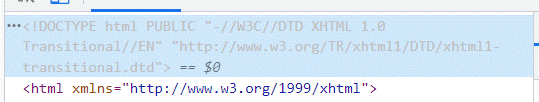 …<!DOCTYPE html PUBLIC "-//W3C//DTD XHTML 1.0
Transitional//EN" "http://www.w3.org/TR/xhtml1/DTD/xhtml1-
transitional.dtd"> == $0
<html xmlns="http://www.w3.org/1999/xhtml">